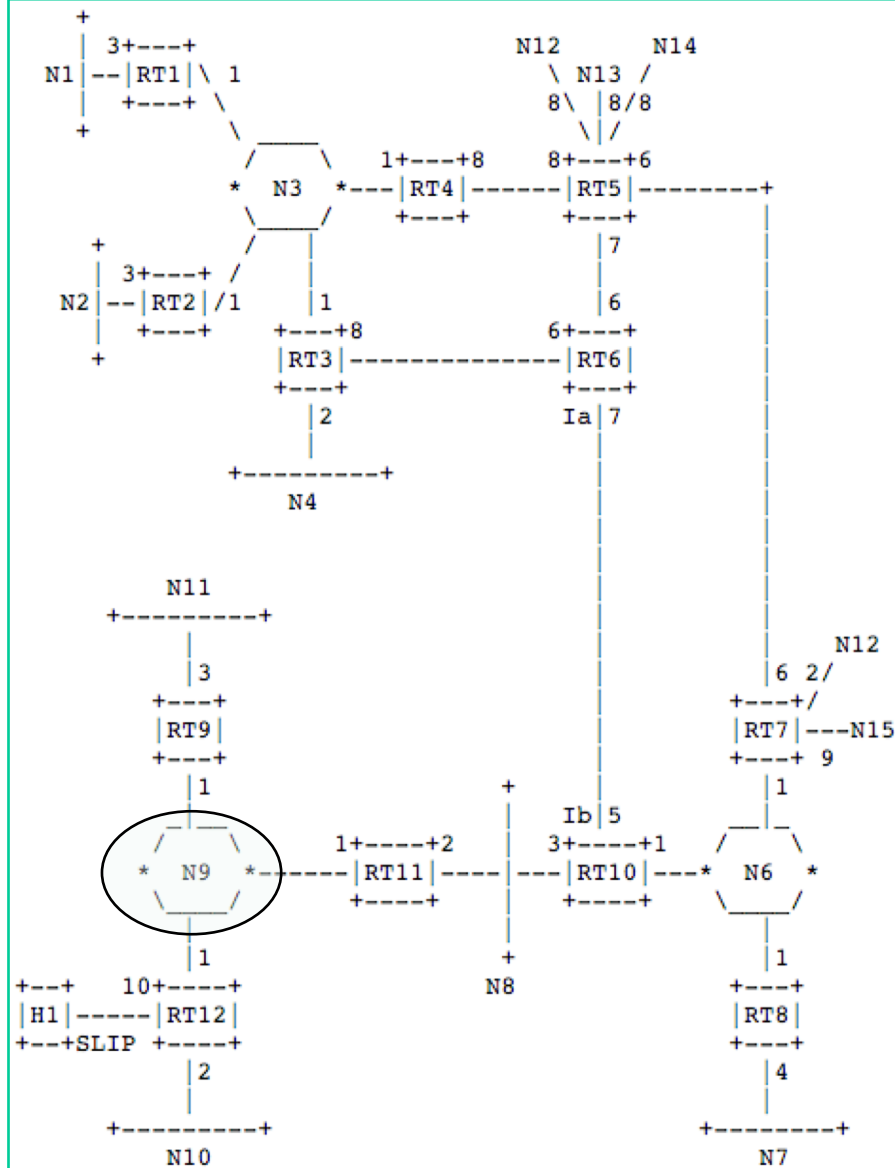 +
     | 3+---+                     N12      N14
   N1|--|RT1|\ 1                    \ N13 /
     |  +---+ \                     8\ |8/8
     +         \ ____                 \|/
                /    \   1+---+8    8+---+6
               *  N3  *---|RT4|------|RT5|--------+
                \____/    +---+      +---+        |
      +         /   |                  |7         |
      | 3+---+ /    |                  |          |
    N2|--|RT2|/1    |1                 |6         |
      |  +---+    +---+8            6+---+        |
      +           |RT3|--------------|RT6|        |
                  +---+              +---+        |
                    |2               Ia|7         |
                    |                  |          |
               +---------+             |          |
                   N4                  |          |
                                       |          |
                                       |          |
           N11                         |          |
       +---------+                     |          |
            |                          |          |    N12
            |3                         |          |6 2/
          +---+                        |        +---+/
          |RT9|                        |        |RT7|---N15
          +---+                        |        +---+ 9
            |1                   +     |          |1
           _|__                  |   Ib|5       __|_
          /    \      1+----+2   |  3+----+1   /    \
         *  N9  *------|RT11|----|---|RT10|---*  N6  *
          \____/       +----+    |   +----+    \____/
            |                    |                |
            |1                   +                |1
 +--+   10+----+                N8              +---+
 |H1|-----|RT12|                                |RT8|
 +--+SLIP +----+                                +---+
            |2                                    |4
            |                                     |
       +---------+                            +--------+
           N10                                    N7